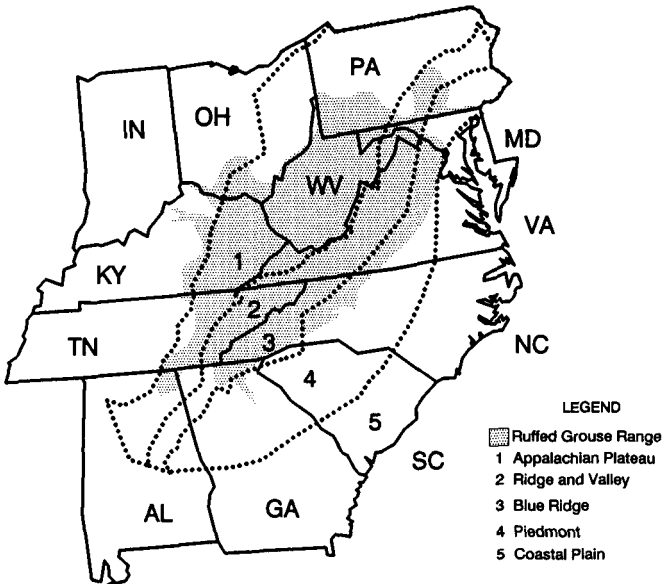 PA
OH
IN
MD
WV
VA
1
KY
2
TN
3
NC
4
5
SC
AL
GA
LEGEND
Ruffed Grouse Range
1 Appalachian Plateau
2 Ridge and Valley
3 Blue Ridge
4 Piedmont
5 Coastal Plain